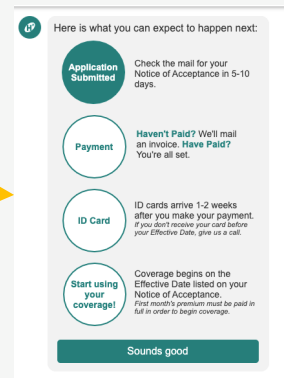 Here is what you can expect to happen next:
Application
Submitted
Check the mail for your
Notice of Acceptance in 5-10
days.
Payment
Haven't Paid? We'll mail
an invoice. Have Paid?
You're all set.
ID Card
ID cards arrive 1-2 weeks
after you make your payment.
If you don't receive your card before
your Effective Date, give us a call.
Start using
your
coverage!
Coverage begins on the
Effective Date listed on your
Notice of Acceptance.
First month's premium must be paid in
full in order to begin coverage.
Sounds good